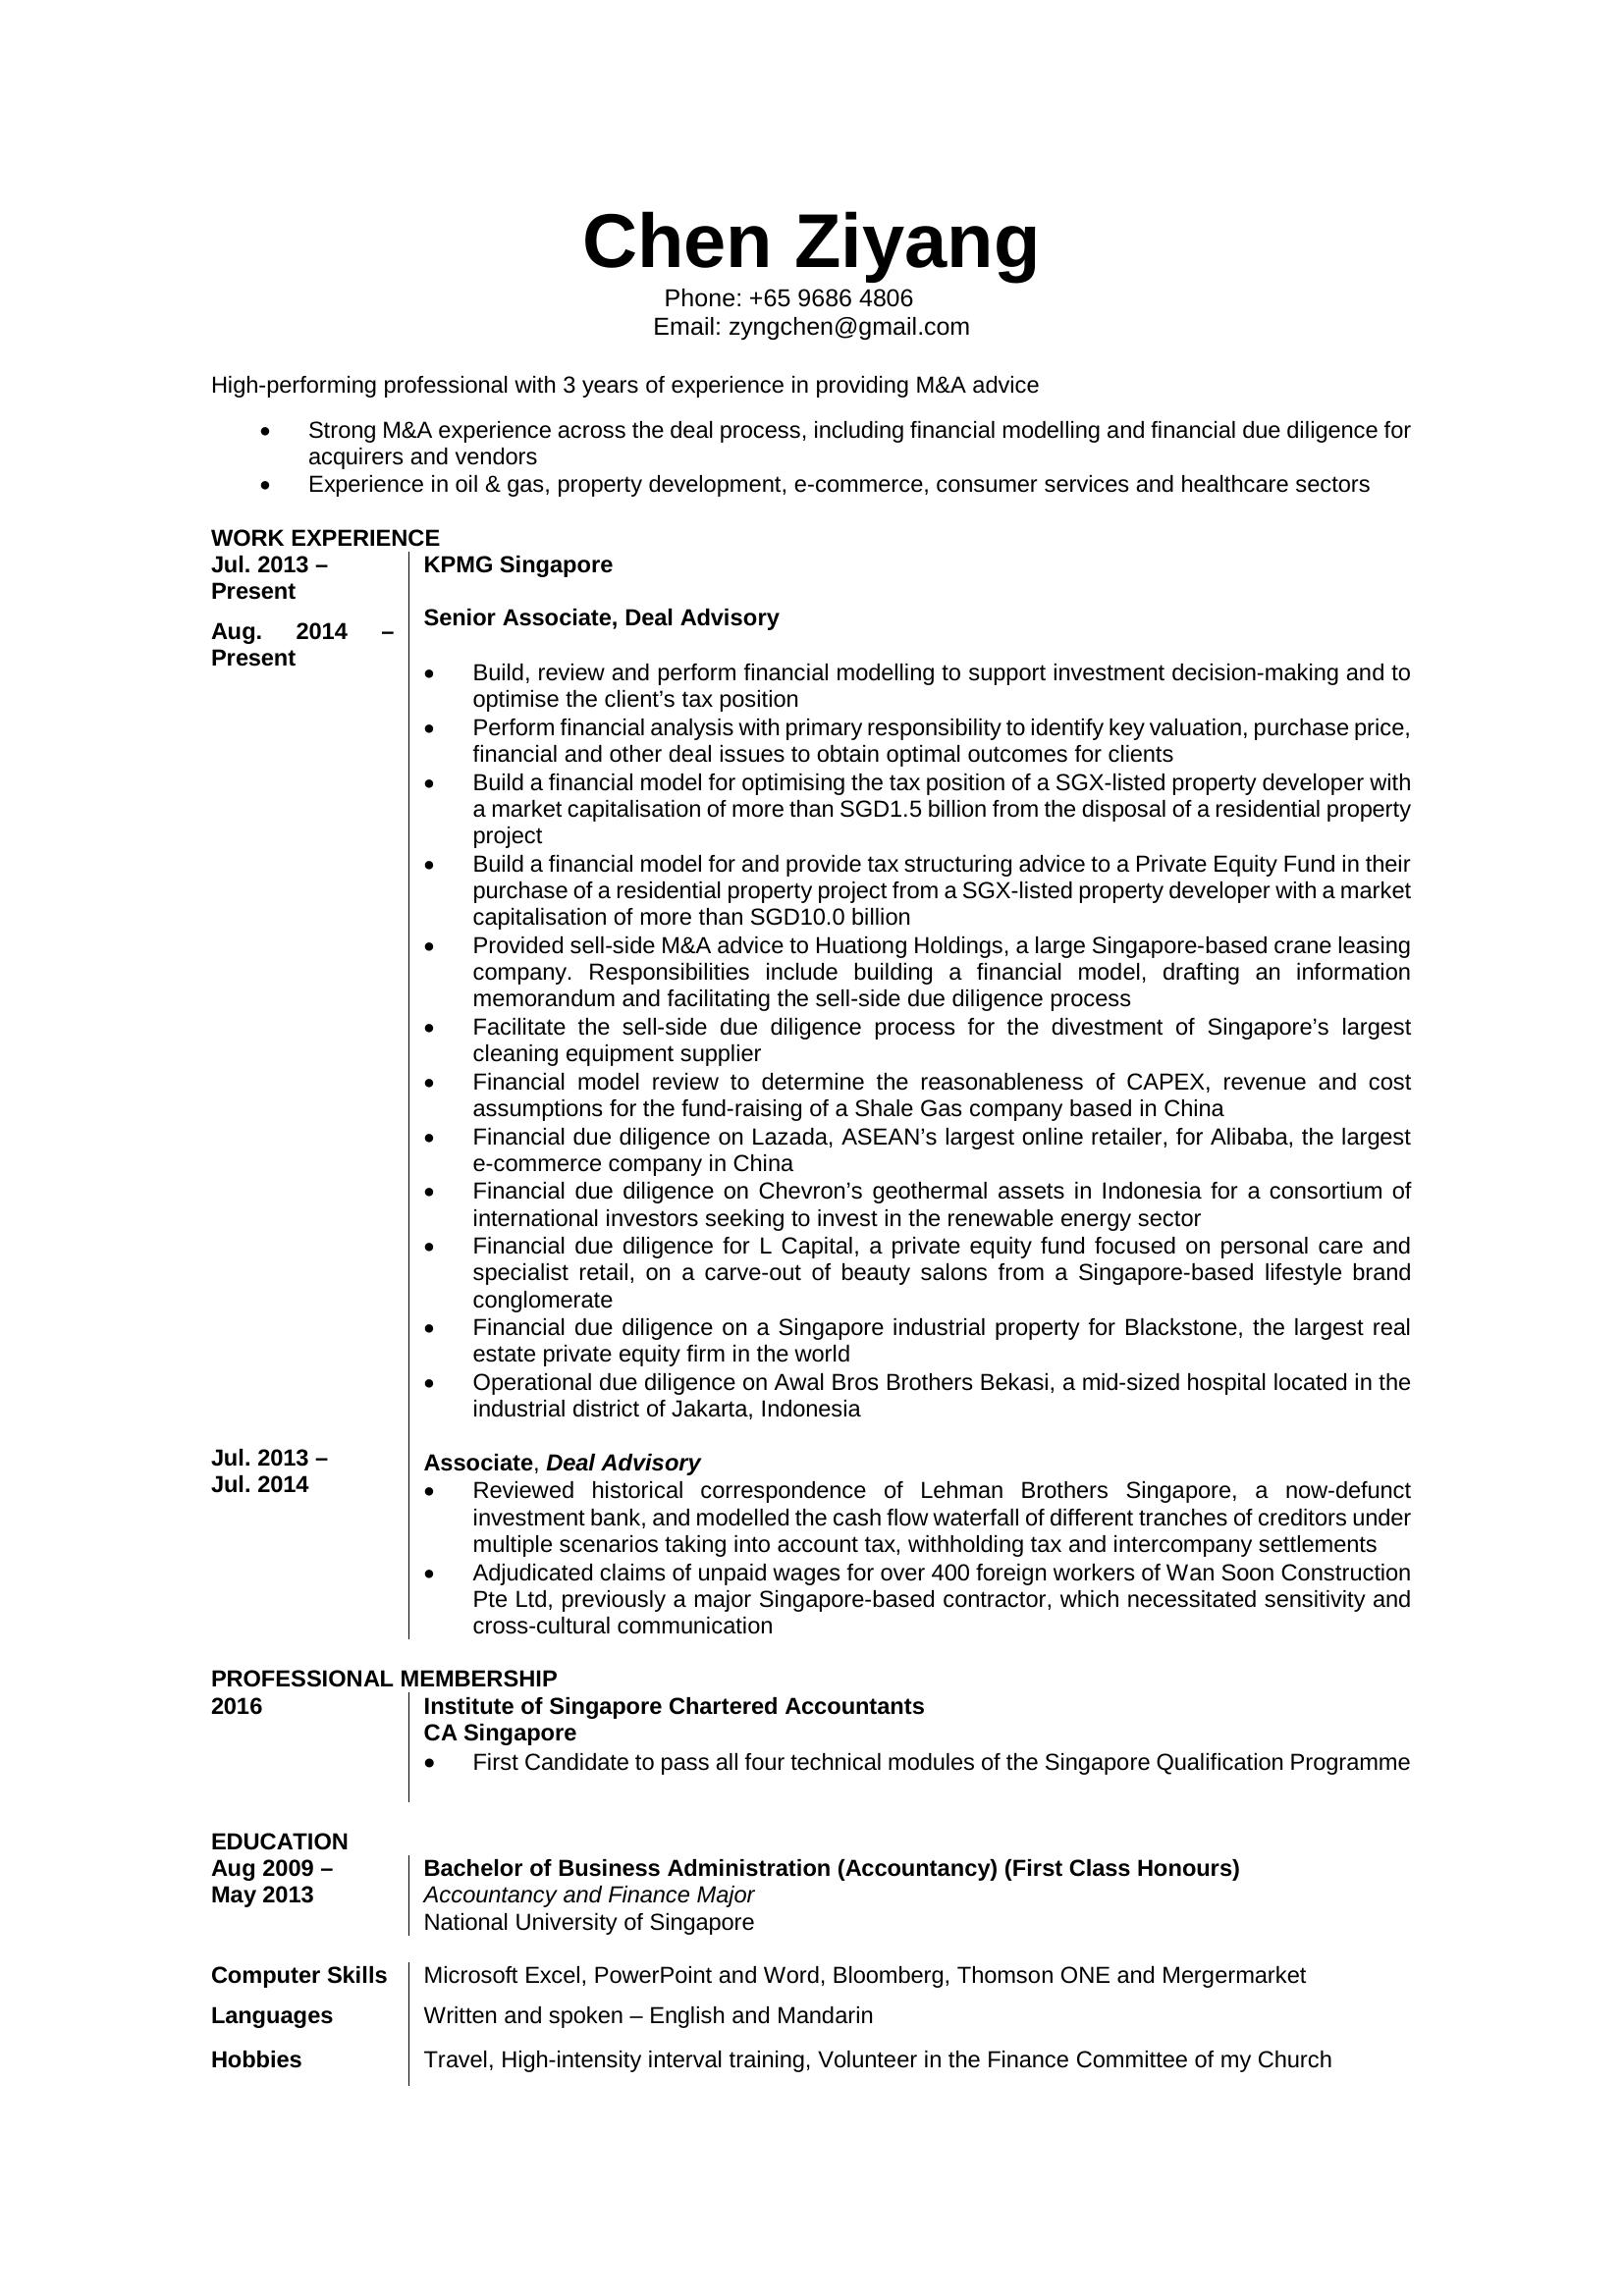 Chen Ziyang
Phone: +65 9686 4806
Email: zyngchen@gmail.com
High-performing professional with 3 years of experience in providing M&A advice
• Strong M&A experience across the deal process, including financial modelling and financial due diligence for
acquirers and vendors
• Experience in oil & gas, property development, e-commerce, consumer services and healthcare sectors
WORK EXPERIENCE
Jul. 2013 –
Present
KPMG Singapore
Aug. 2014 –
Present
Senior Associate, Deal Advisory
• Build, review and perform financial modelling to support investment decision-making and to
optimise the client’s tax position
• Perform financial analysis with primary responsibility to identify key valuation, purchase price,
financial and other deal issues to obtain optimal outcomes for clients
• Build a financial model for optimising the tax position of a SGX-listed property developer with
a market capitalisation of more than SGD1.5 billion from the disposal of a residential property
project
• Build a financial model for and provide tax structuring advice to a Private Equity Fund in their
purchase of a residential property project from a SGX-listed property developer with a market
capitalisation of more than SGD10.0 billion
• Provided sell-side M&A advice to Huationg Holdings, a large Singapore-based crane leasing
company. Responsibilities include building a financial model, drafting an information
memorandum and facilitating the sell-side due diligence process
• Facilitate the sell-side due diligence process for the divestment of Singapore’s largest
cleaning equipment supplier
• Financial model review to determine the reasonableness of CAPEX, revenue and cost
assumptions for the fund-raising of a Shale Gas company based in China
• Financial due diligence on Lazada, ASEAN’s largest online retailer, for Alibaba, the largest
e-commerce company in China
• Financial due diligence on Chevron’s geothermal assets in Indonesia for a consortium of
international investors seeking to invest in the renewable energy sector
• Financial due diligence for L Capital, a private equity fund focused on personal care and
specialist retail, on a carve-out of beauty salons from a Singapore-based lifestyle brand
conglomerate
• Financial due diligence on a Singapore industrial property for Blackstone, the largest real
estate private equity firm in the world
• Operational due diligence on Awal Bros Brothers Bekasi, a mid-sized hospital located in the
industrial district of Jakarta, Indonesia
Jul. 2013 –
Jul. 2014
Associate, Deal Advisory
• Reviewed historical correspondence of Lehman Brothers Singapore, a now-defunct
investment bank, and modelled the cash flow waterfall of different tranches of creditors under
multiple scenarios taking into account tax, withholding tax and intercompany settlements
• Adjudicated claims of unpaid wages for over 400 foreign workers of Wan Soon Construction
Pte Ltd, previously a major Singapore-based contractor, which necessitated sensitivity and
cross-cultural communication
PROFESSIONAL MEMBERSHIP
2016
Institute of Singapore Chartered Accountants
CA Singapore
• First Candidate to pass all four technical modules of the Singapore Qualification Programme
EDUCATION
Aug 2009 –
May 2013
Bachelor of Business Administration (Accountancy) (First Class Honours)
Accountancy and Finance Major
National University of Singapore
Computer Skills Microsoft Excel, PowerPoint and Word, Bloomberg, Thomson ONE and Mergermarket
Languages Written and spoken – English and Mandarin
Hobbies Travel, High-intensity interval training, Volunteer in the Finance Committee of my Church